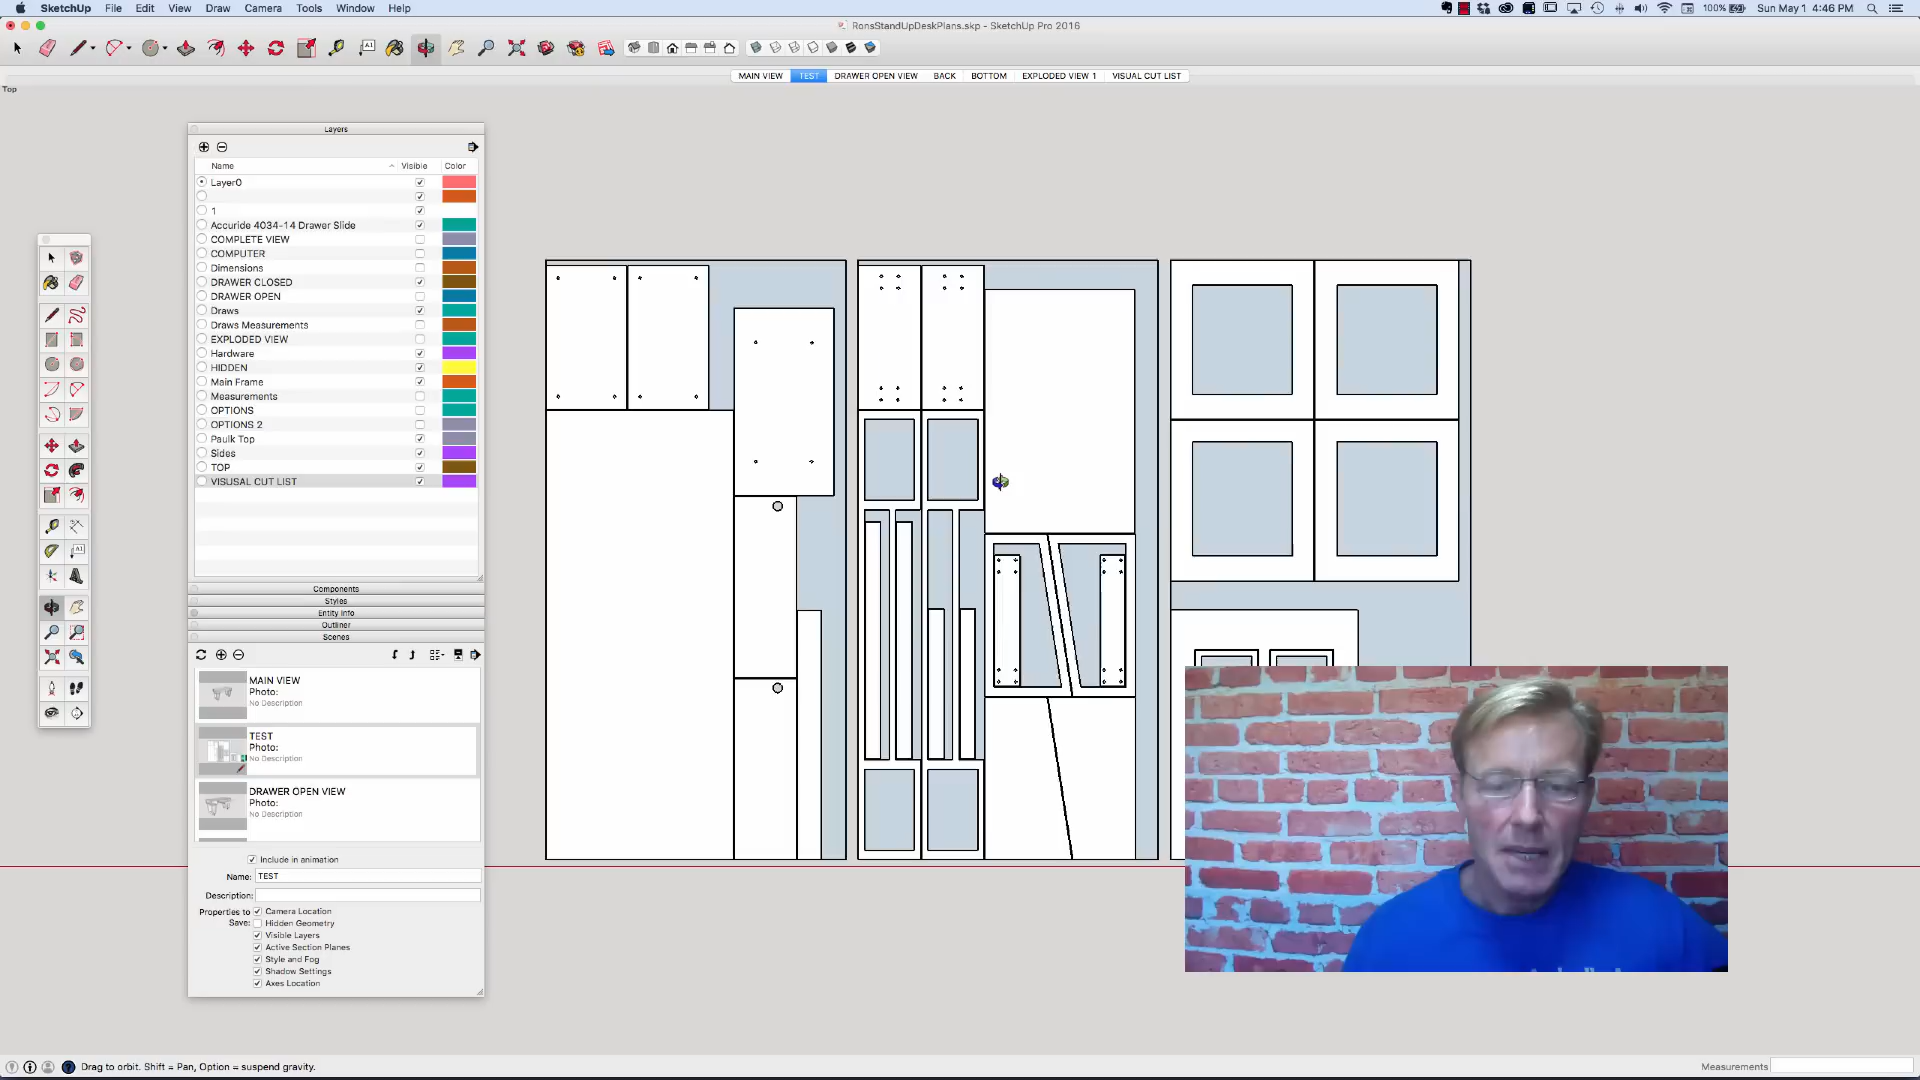 SketchUp File Edit View Draw Camera Tools Window Help
100% Sun May 1 4:46 PM
RonsStandUpDeskPlans.skp - SketchUp Pro 2016
MAIN VIEW TEST DRAWER OPEN VIEW BACK BOTTOM EXPLODED VIEW 1 VISUAL CUT LIST
Top
Layers
Name Visible Color
Layer0
1
Accuride 4034-14 Drawer Slide
COMPLETE VIEW
COMPUTER
Dimensions
DRAWER CLOSED
DRAWER OPEN
Draws
Draws Measurements
EXPLODED VIEW
Hardware
HIDDEN
Main Frame
Measurements
OPTIONS
OPTIONS 2
Paulk Top
Sides
TOP
VISUSAL CUT LIST
Components
Styles
Entity Info
Outliner
Scenes
MAIN VIEW
Photo:
No Description
TEST
Photo:
No Description
DRAWER OPEN VIEW
Photo:
No Description
Include in animation
Name: TEST
Description:
Properties to Save:
Camera Location
Hidden Geometry
Visible Layers
Active Section Planes
Style and Fog
Shadow Settings
Axes Location
Drag to orbit. Shift = Pan, Option = suspend gravity.
Measurements